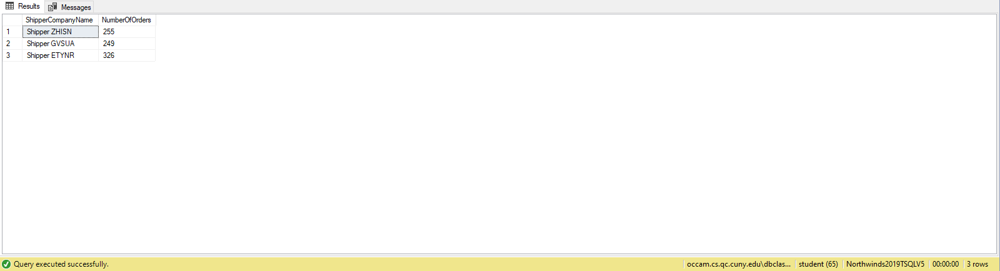 Results Messages
ShipperCompanyName NumberOfOrders
1 Shipper ZHISN 255
2 Shipper GVSUA 249
3 Shipper ETYNR 326
Query executed successfully. occam.cs.qc.cuny.edu\dbclas... student (65) Northwinds2019TSQLV5 00:00:00 3 rows